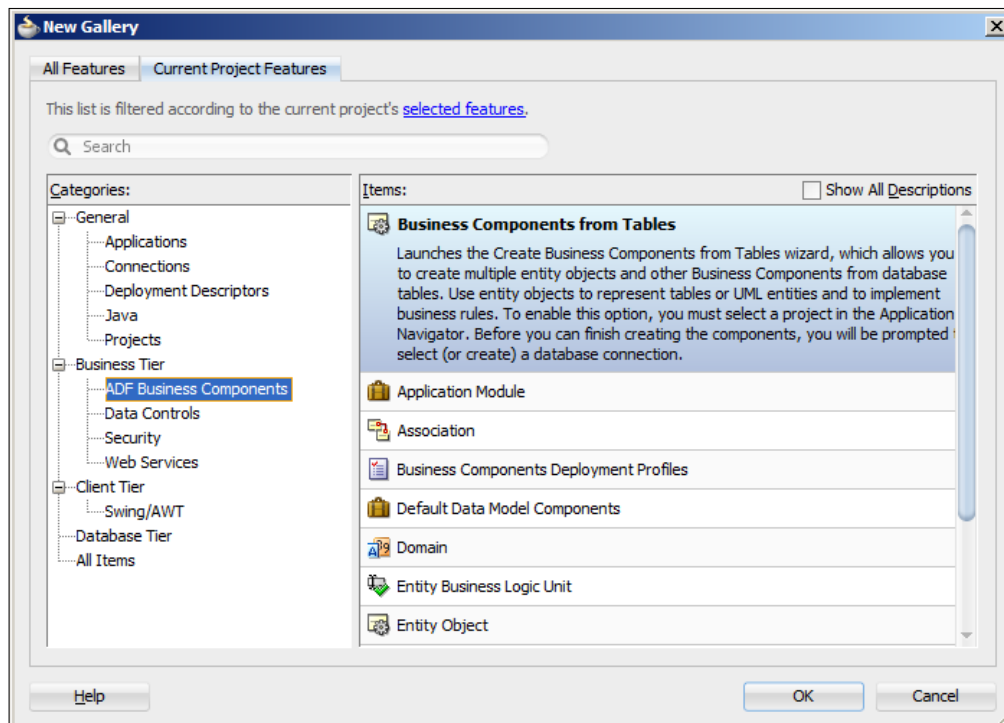 New Gallery
All Features
Current Project Features
This list is filtered according to the current project's selected features.
Search
Categories:
General
Applications
Connections
Deployment Descriptors
Java
Projects
Business Tier
ADF Business Components
Data Controls
Security
Web Services
Client Tier
Swing/AWT
Database Tier
All Items
Items:
Show All Descriptions
Business Components from Tables
Launches the Create Business Components from Tables wizard, which allows you
to create multiple entity objects and other Business Components from database
tables. Use entity objects to represent tables or UML entities and to implement
business rules. To enable this option, you must select a project in the Application
Navigator. Before you can finish creating the components, you will be prompted
select (or create) a database connection.
Application Module
Association
Business Components Deployment Profiles
Default Data Model Components
Domain
Entity Business Logic Unit
Entity Object
Help
OK
Cancel